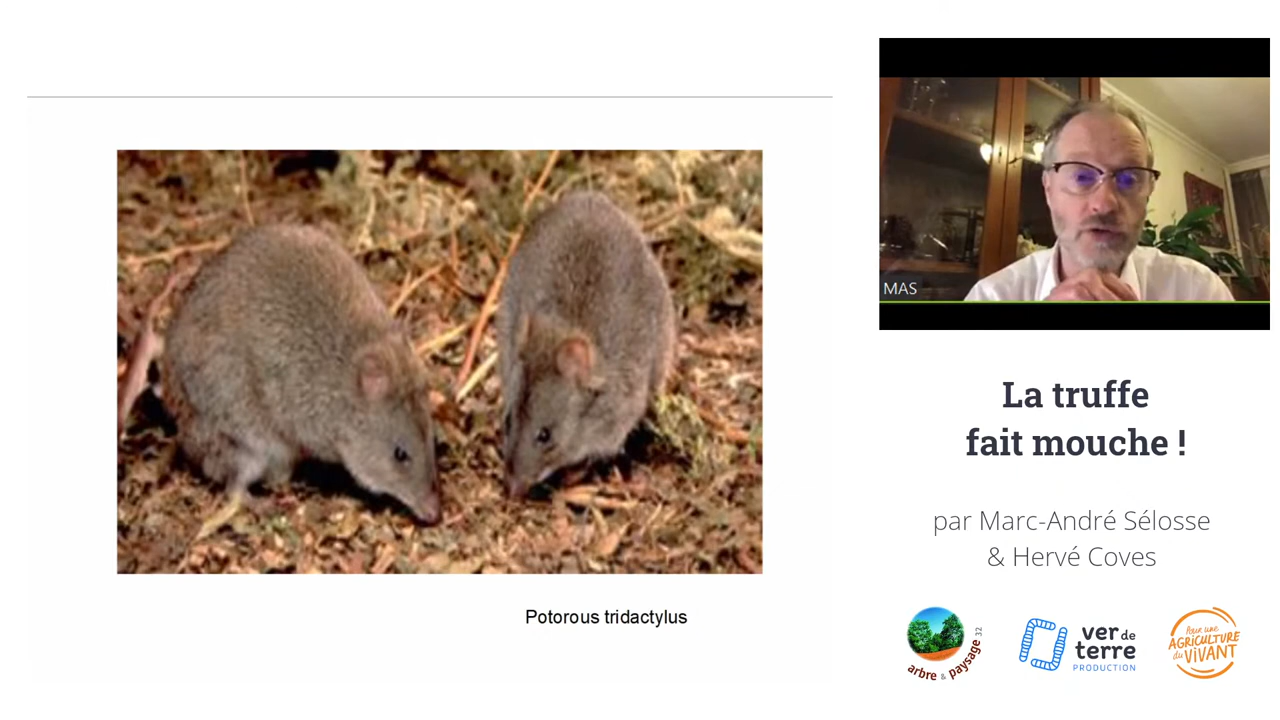 Potorous tridactylus
MAS
La truffe
fait mouche !
par Marc-André Sélosse
& Hervé Coves
arbre & paysage 32
ver de
terre
PRODUCTION
Pour une
AGRICULTURE
du VIVANT